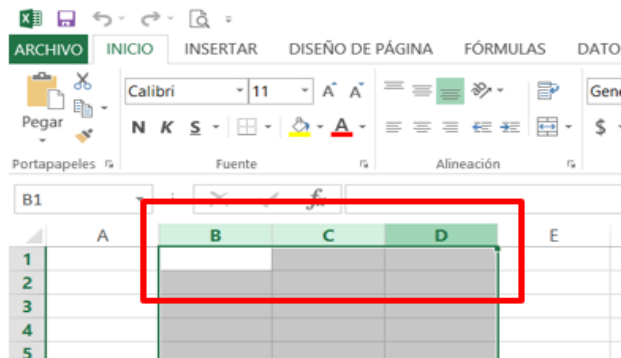 ARCHIVO INICIO INSERTAR DISEÑO DE PÁGINA FÓRMULAS DATO
Calibri 11 A A Gene
Pegar N K S A $
Portapapeles Fuente Alineación
B1 fx
A B C D E
1
2
3
4
5